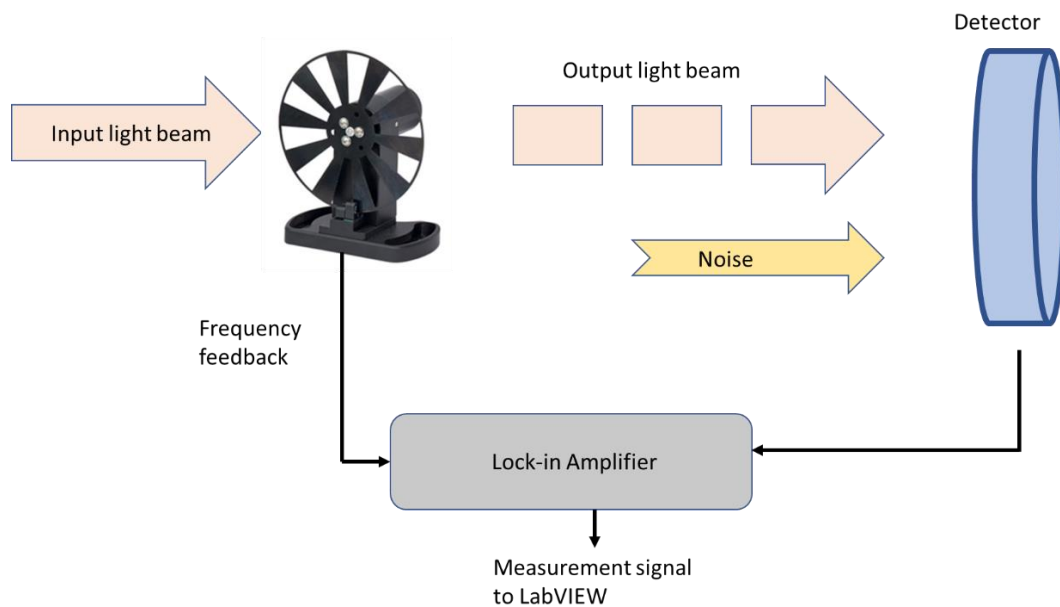 Detector
Output light beam
Input light beam
Noise
Frequency
feedback
Lock-in Amplifier
Measurement signal
to LabVIEW